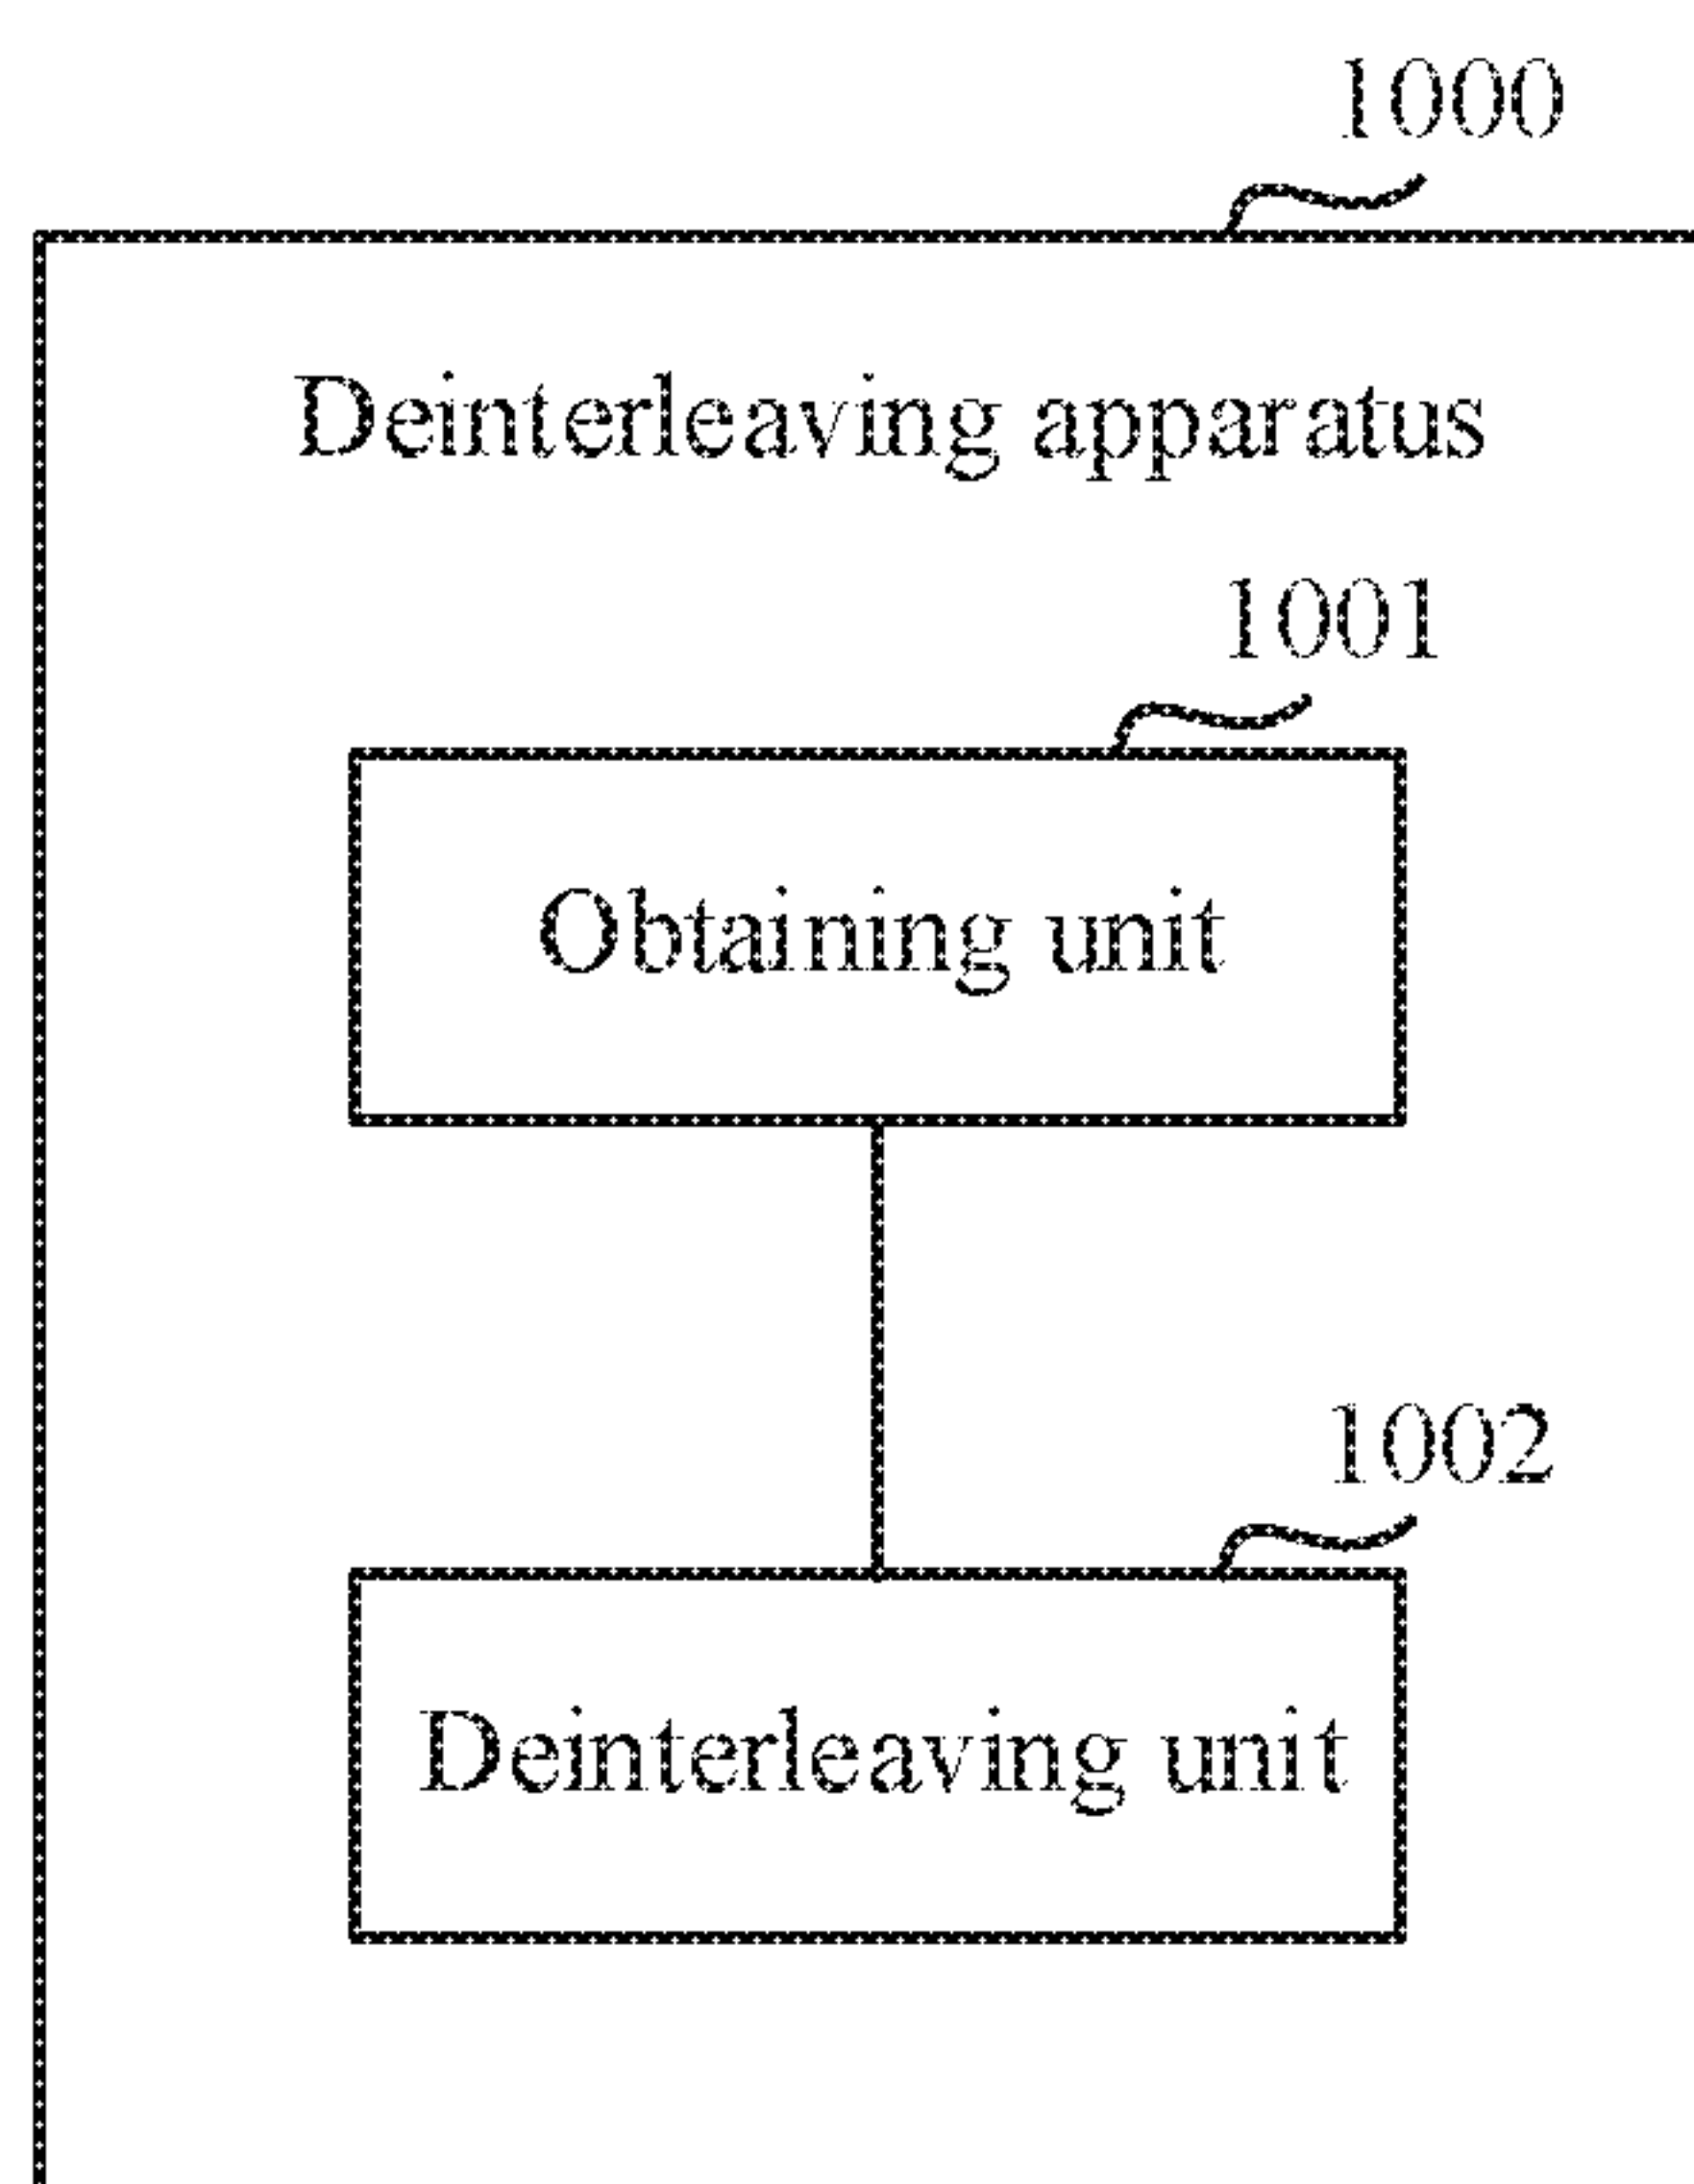 1000
Deinterleaving apparatus
1001
Obtaining unit
1002
Deinterleaving unit